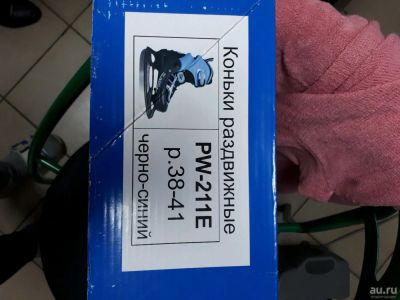 Коньки раздвижные
PW-211E
р.38-41
черно-синий
au.ru